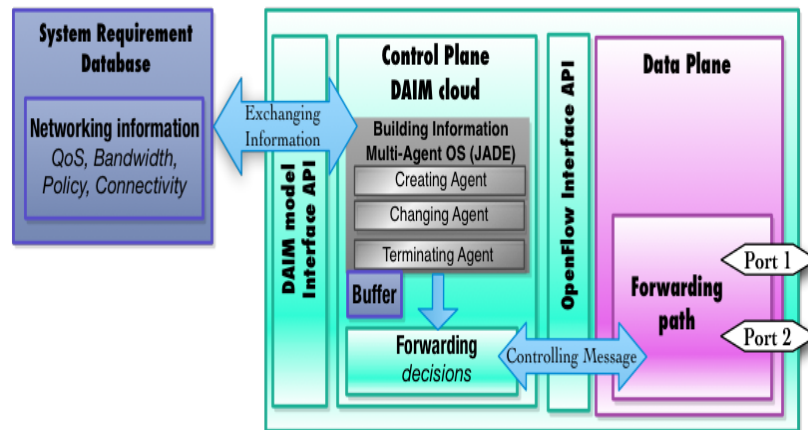 System Requirement
Database
Networking information
QoS, Bandwidth,
Policy, Connectivity
Exchanging
Information
DAIM model
Interface API
Control Plane
DAIM cloud
Building Information
Multi-Agent OS (JADE)
Creating Agent
Changing Agent
Terminating Agent
Buffer
Forwarding
decisions
OpenFlow Interface API
Controlling Message
Data Plane
Forwarding
path
Port 1
Port 2